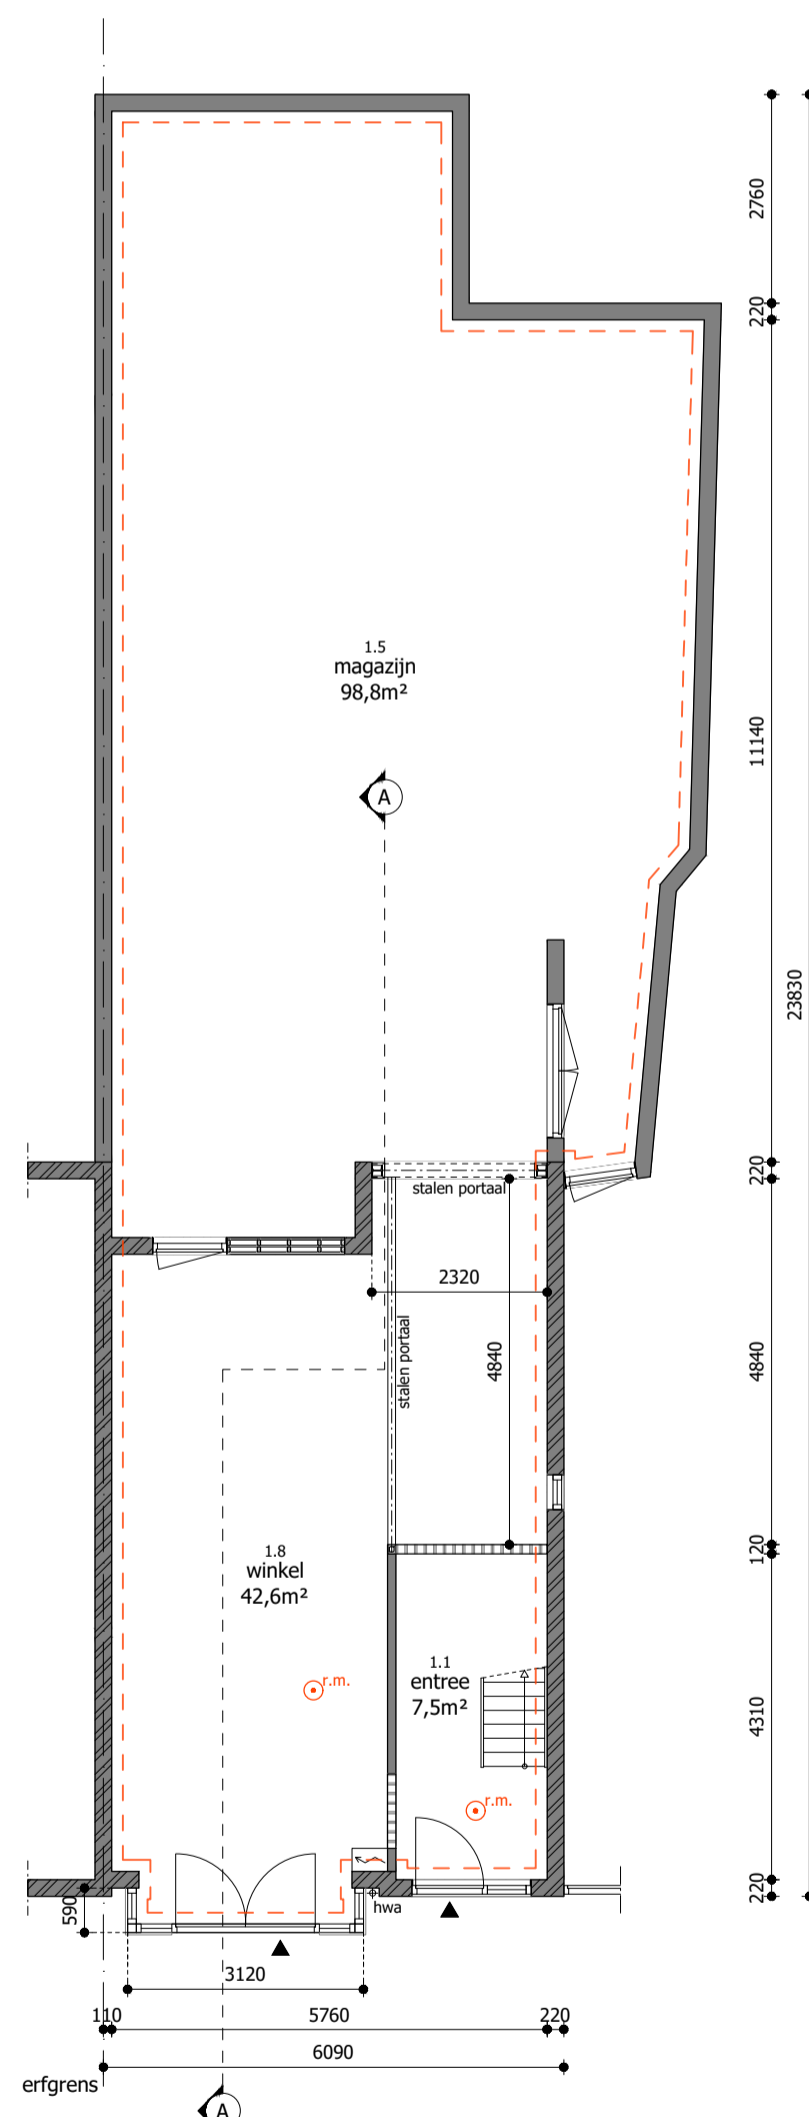 2760
220
1.5
magazijn
98,8m²
11140
A
23830
220
stalen portaal
2320
stalen portaal
4840
4840
1.8
winkel
42,6m²
120
1.1
entree
7,5m²
r.m.
4310
r.m.
220
590
hwa
3120
110
5760
220
6090
erfgrens
A